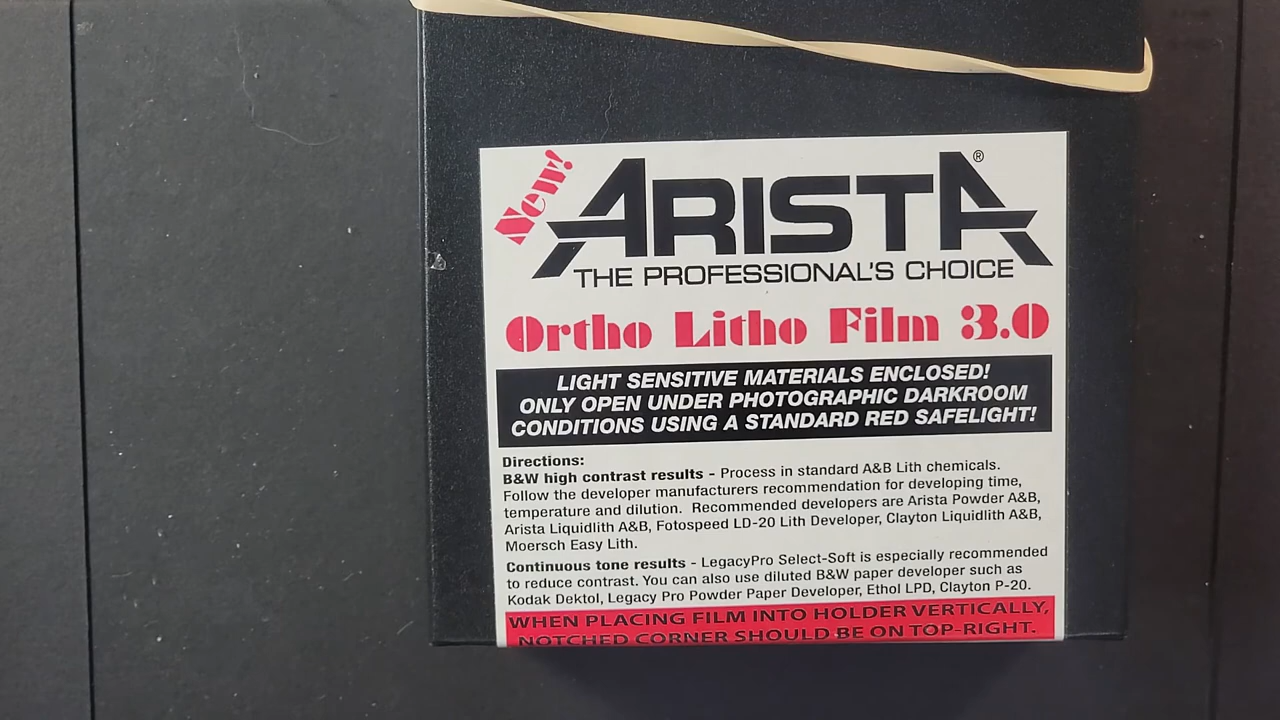 New!
ARISTA®
THE PROFESSIONAL'S CHOICE
Ortho Litho Film 3.0
LIGHT SENSITIVE MATERIALS ENCLOSED!
ONLY OPEN UNDER PHOTOGRAPHIC DARKROOM
CONDITIONS USING A STANDARD RED SAFELIGHT!
Directions:
B&W high contrast results - Process in standard A&B Lith chemicals.
Follow the developer manufacturers recommendation for developing time,
temperature and dilution. Recommended developers are Arista Powder A&B,
Arista Liquidlith A&B, Fotospeed LD-20 Lith Developer, Clayton Liquidlith A&B,
Moersch Easy Lith.
Continuous tone results - LegacyPro Select-Soft is especially recommended
to reduce contrast. You can also use diluted B&W paper developer such as
Kodak Dektol, Legacy Pro Powder Paper Developer, Ethol LPD, Clayton P-20.
WHEN PLACING FILM INTO HOLDER VERTICALLY,
NOTCHED CORNER SHOULD BE ON TOP-RIGHT.